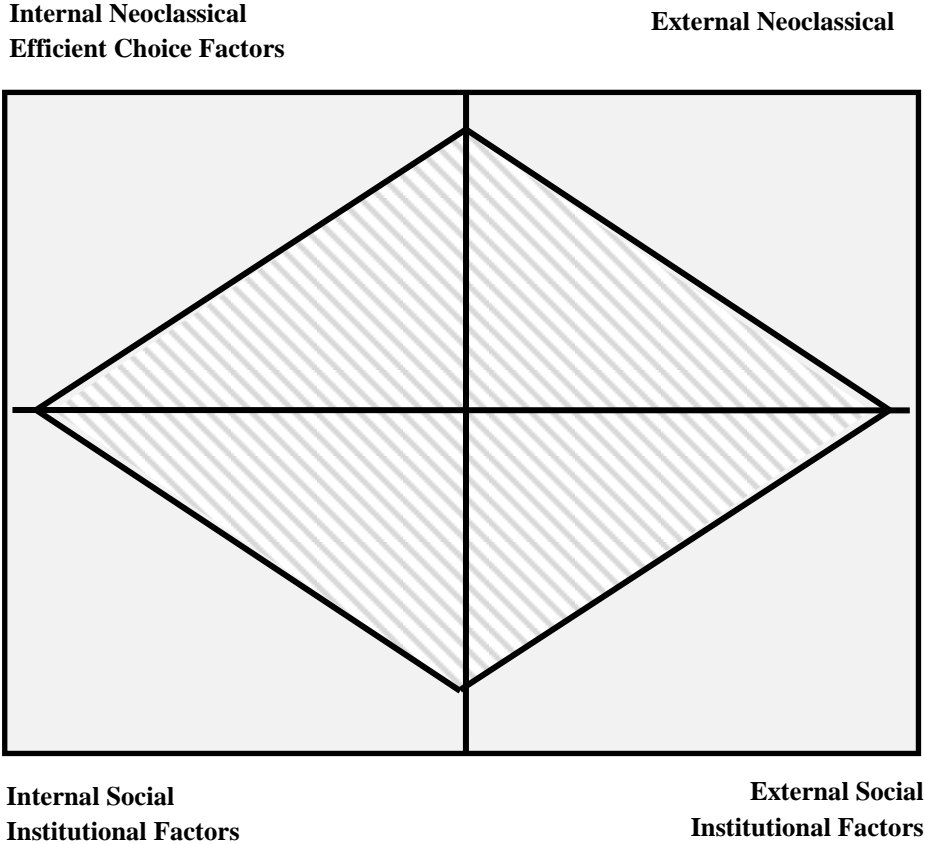 Internal Neoclassical
Efficient Choice Factors
External Neoclassical
Internal Social
Institutional Factors
External Social
Institutional Factors